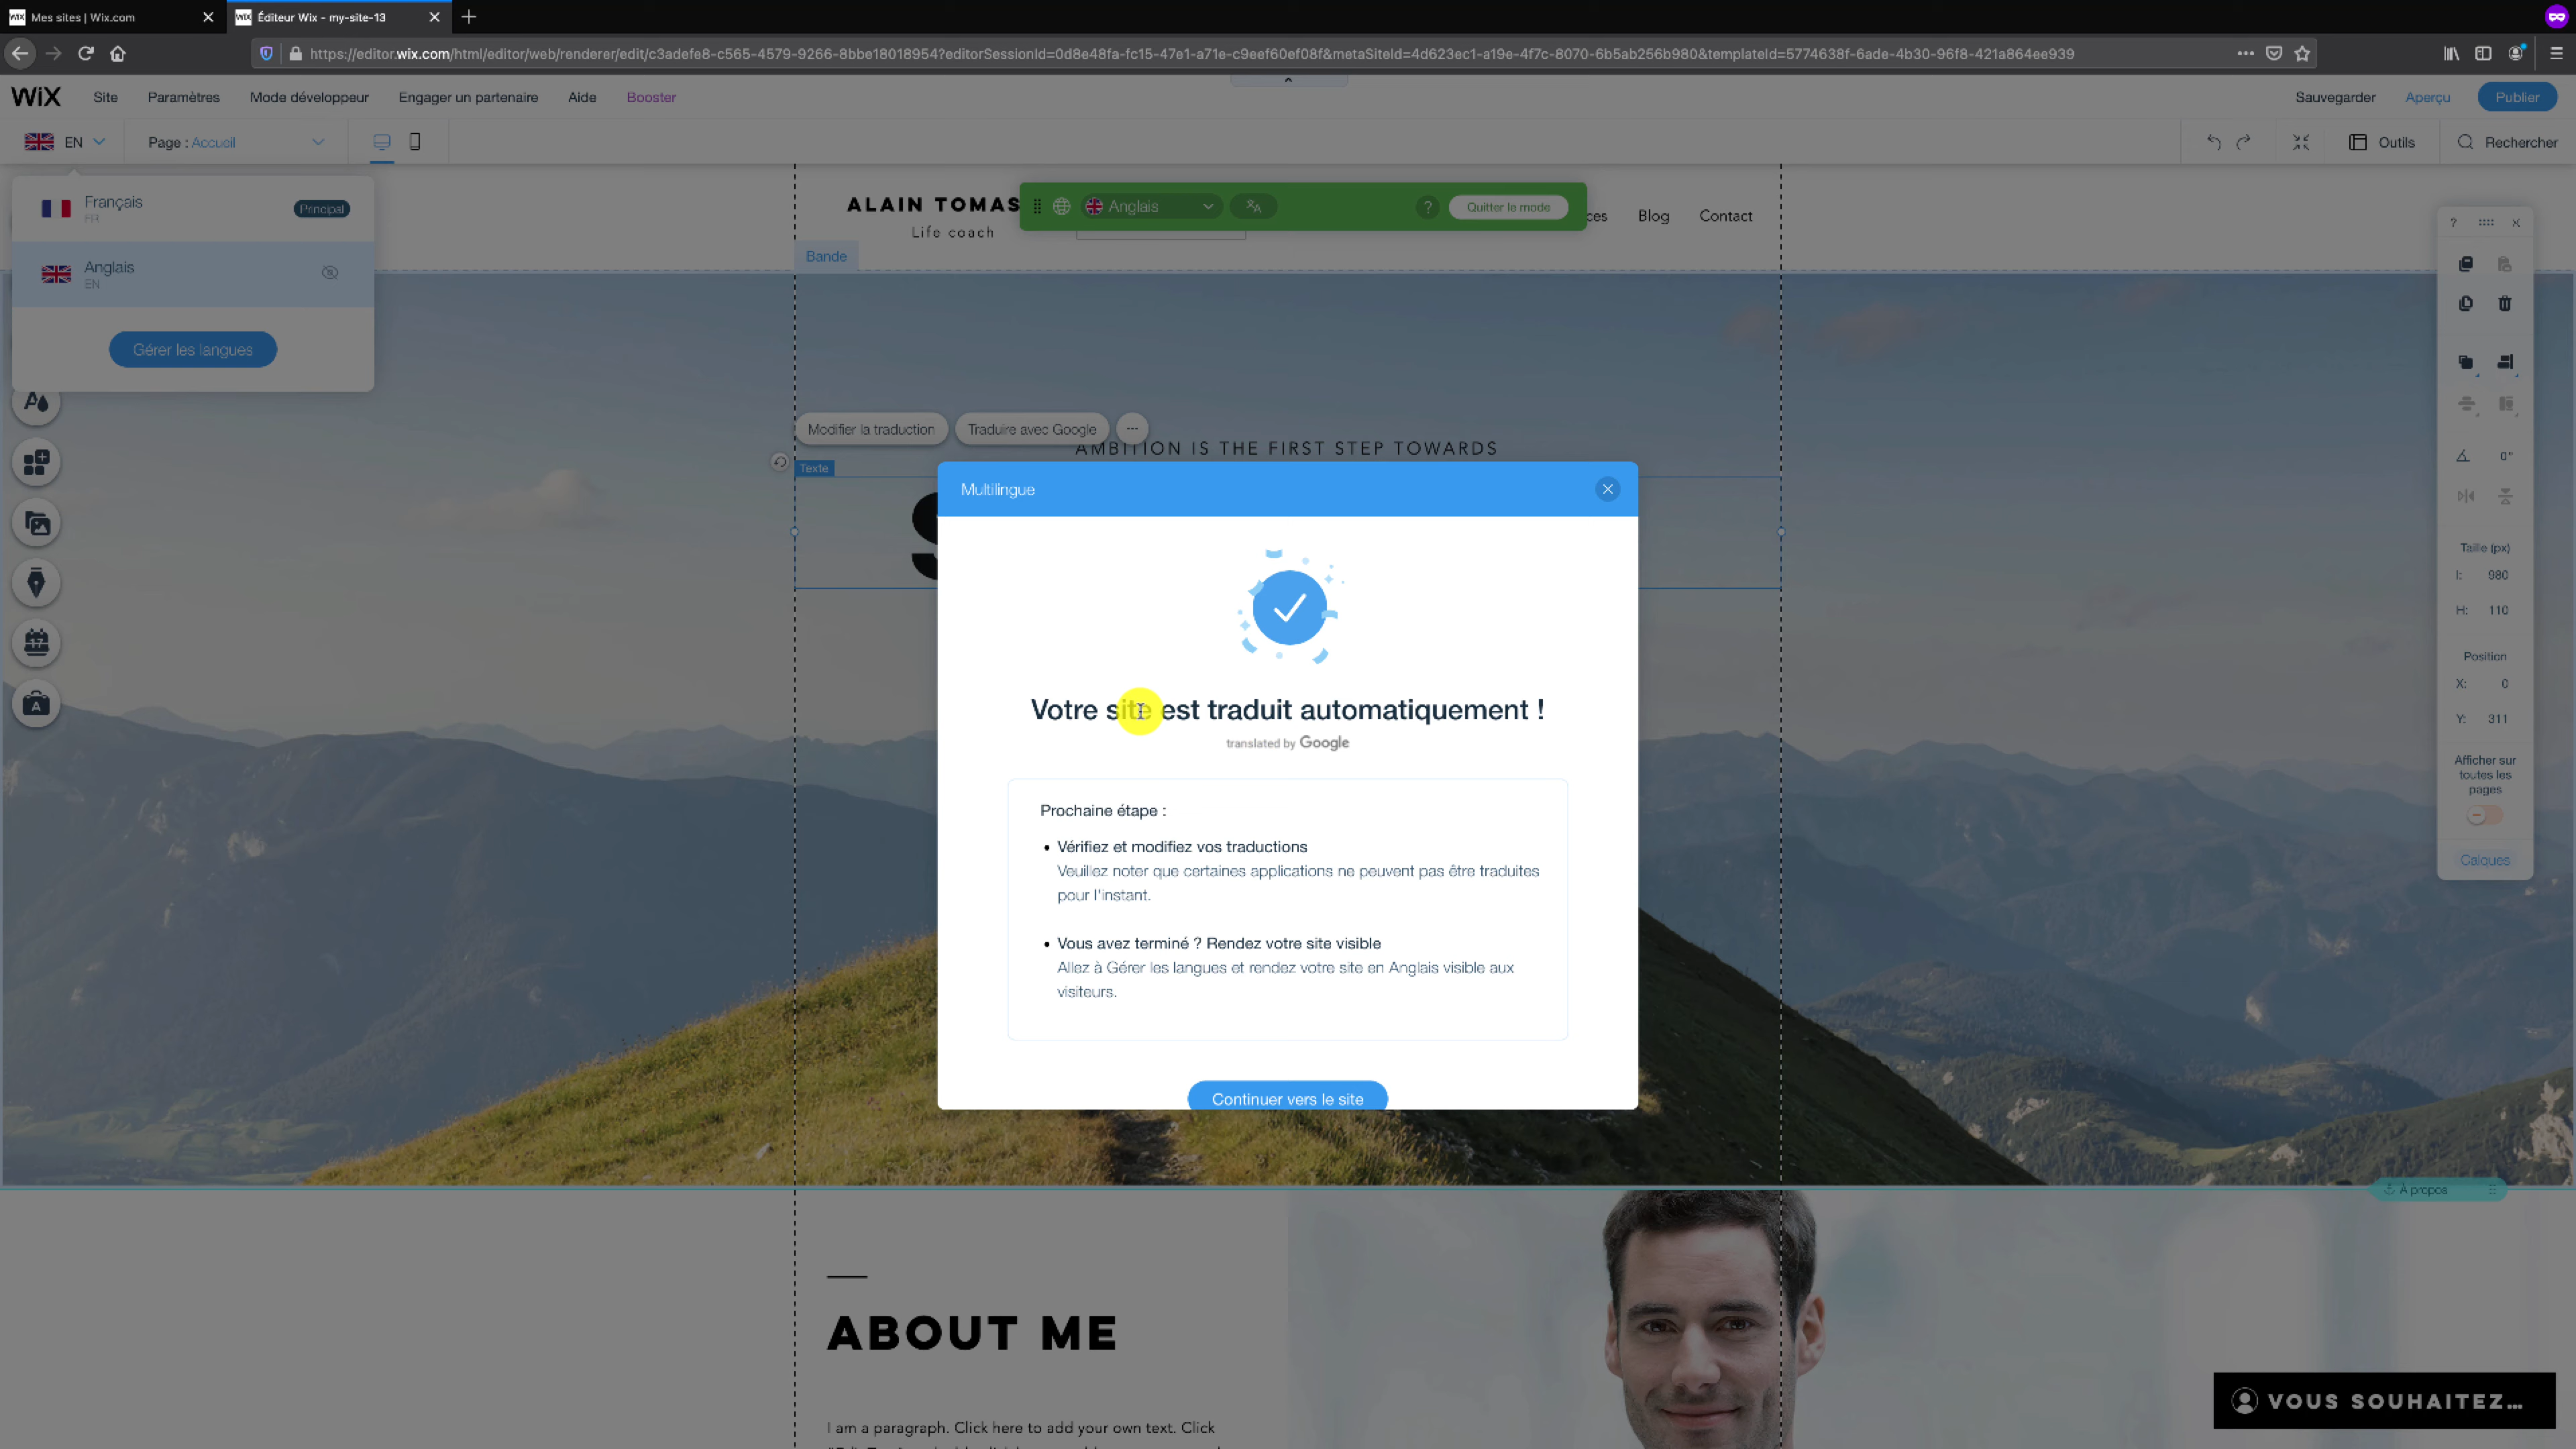 Mes sites | Wix.com
Éditeur Wix - my-site-13
https://editor.wix.com/html/editor/web/renderer/edit/c3adefe8-c565-4579-9266-8bbe18018954?editorSessionId=0d8e48fa-fc15-47e1-a71e-c9eef60ef08f&metaSiteId=4d623ec1-a19e-4f7c-8070-6b5ab256b980&templateId=5774638f-6ade-4b30-96f8-421a864ee939
WiX Site Paramètres Mode développeur Engager un partenaire Aide Booster Sauvegarder Aperçu Publier
EN Page : Accueil Outils Rechercher
Français
FR
Principal
Anglais
EN
Gérer les langues
ALAIN TOMAS
Life coach
Anglais
? Quitter le mode
ces Blog Contact
Bande
Modifier la traduction Traduire avec Google ...
AMBITION IS THE FIRST STEP TOWARDS
Texte
S
Multilingue
Votre site est traduit automatiquement !
translated by Google
Prochaine étape :
• Vérifiez et modifiez vos traductions
Veuillez noter que certaines applications ne peuvent pas être traduites
pour l'instant.
• Vous avez terminé ? Rendez votre site visible
Allez à Gérer les langues et rendez votre site en Anglais visible aux
visiteurs.
Continuer vers le site
?
0°
Taille (px)
l: 980
H: 110
Position
X: 0
Y: 311
Afficher sur
toutes les
pages
Calques
À propos
ABOUT ME
I am a paragraph. Click here to add your own text. Click
VOUS SOUHAITEZ...